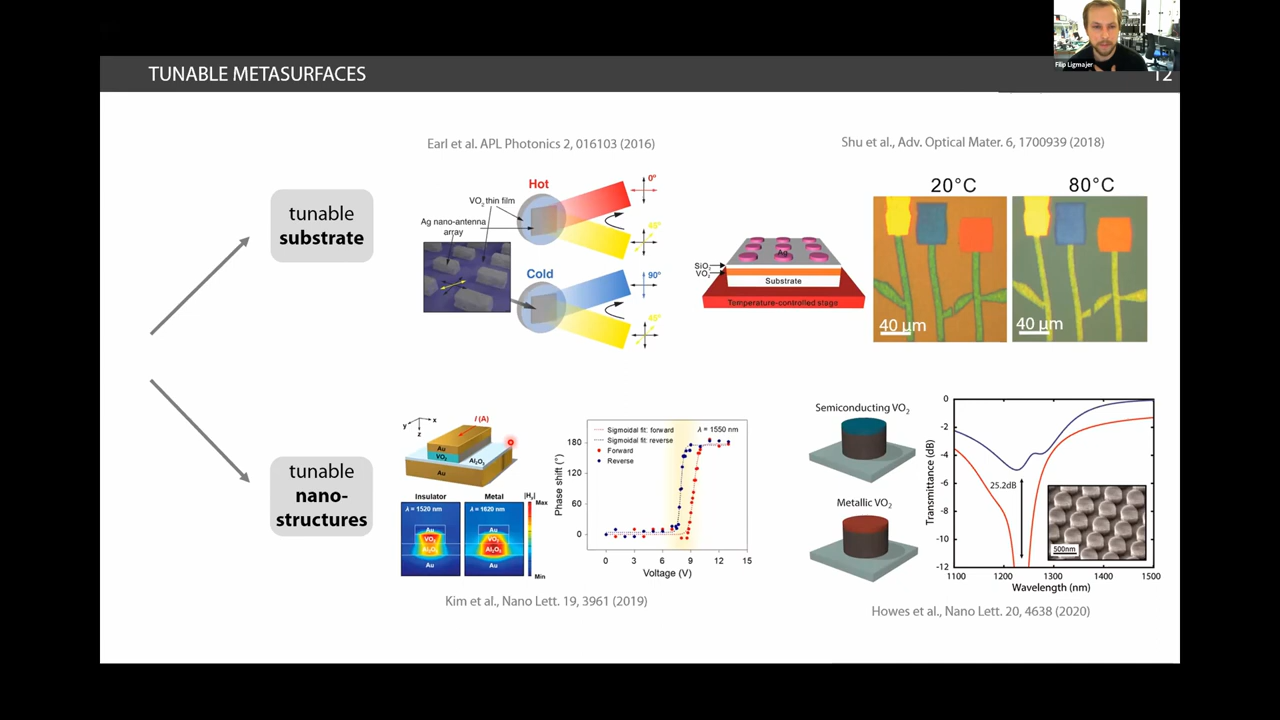 Filip Ligmajer
TUNABLE METASURFACES
12
Earl et al. APL Photonics 2, 016103 (2016)
Shu et al., Adv. Optical Mater. 6, 1700939 (2018)
tunable
substrate
Hot
0°
VO2 thin film
Ag nano-antenna
array
45°
Cold
90°
45°
Ag
SiO2
VO2
Substrate
Temperature-controlled stage
20°C
80°C
40 µm
40 µm
tunable
nano-
structures
x
y
z
I (A)
Au
VO2
Al2O3
Au
Insulator
Metal
|Hy|
Max
λ = 1520 nm
λ = 1620 nm
Au
VO2
Al2O3
Au
Au
VO2
Al2O3
Au
Min
Sigmoidal fit: forward
Sigmoidal fit: reverse
Forward
Reverse
λ = 1550 nm
Phase shift (°)
180
120
60
0
0 3 6 9 12 15
Voltage (V)
Kim et al., Nano Lett. 19, 3961 (2019)
Semiconducting VO2
Metallic VO2
Transmittance (dB)
0
-2
-4
-6
-8
-10
-12
25.2dB
500nm
1100 1200 1300 1400 1500
Wavelength (nm)
Howes et al., Nano Lett. 20, 4638 (2020)